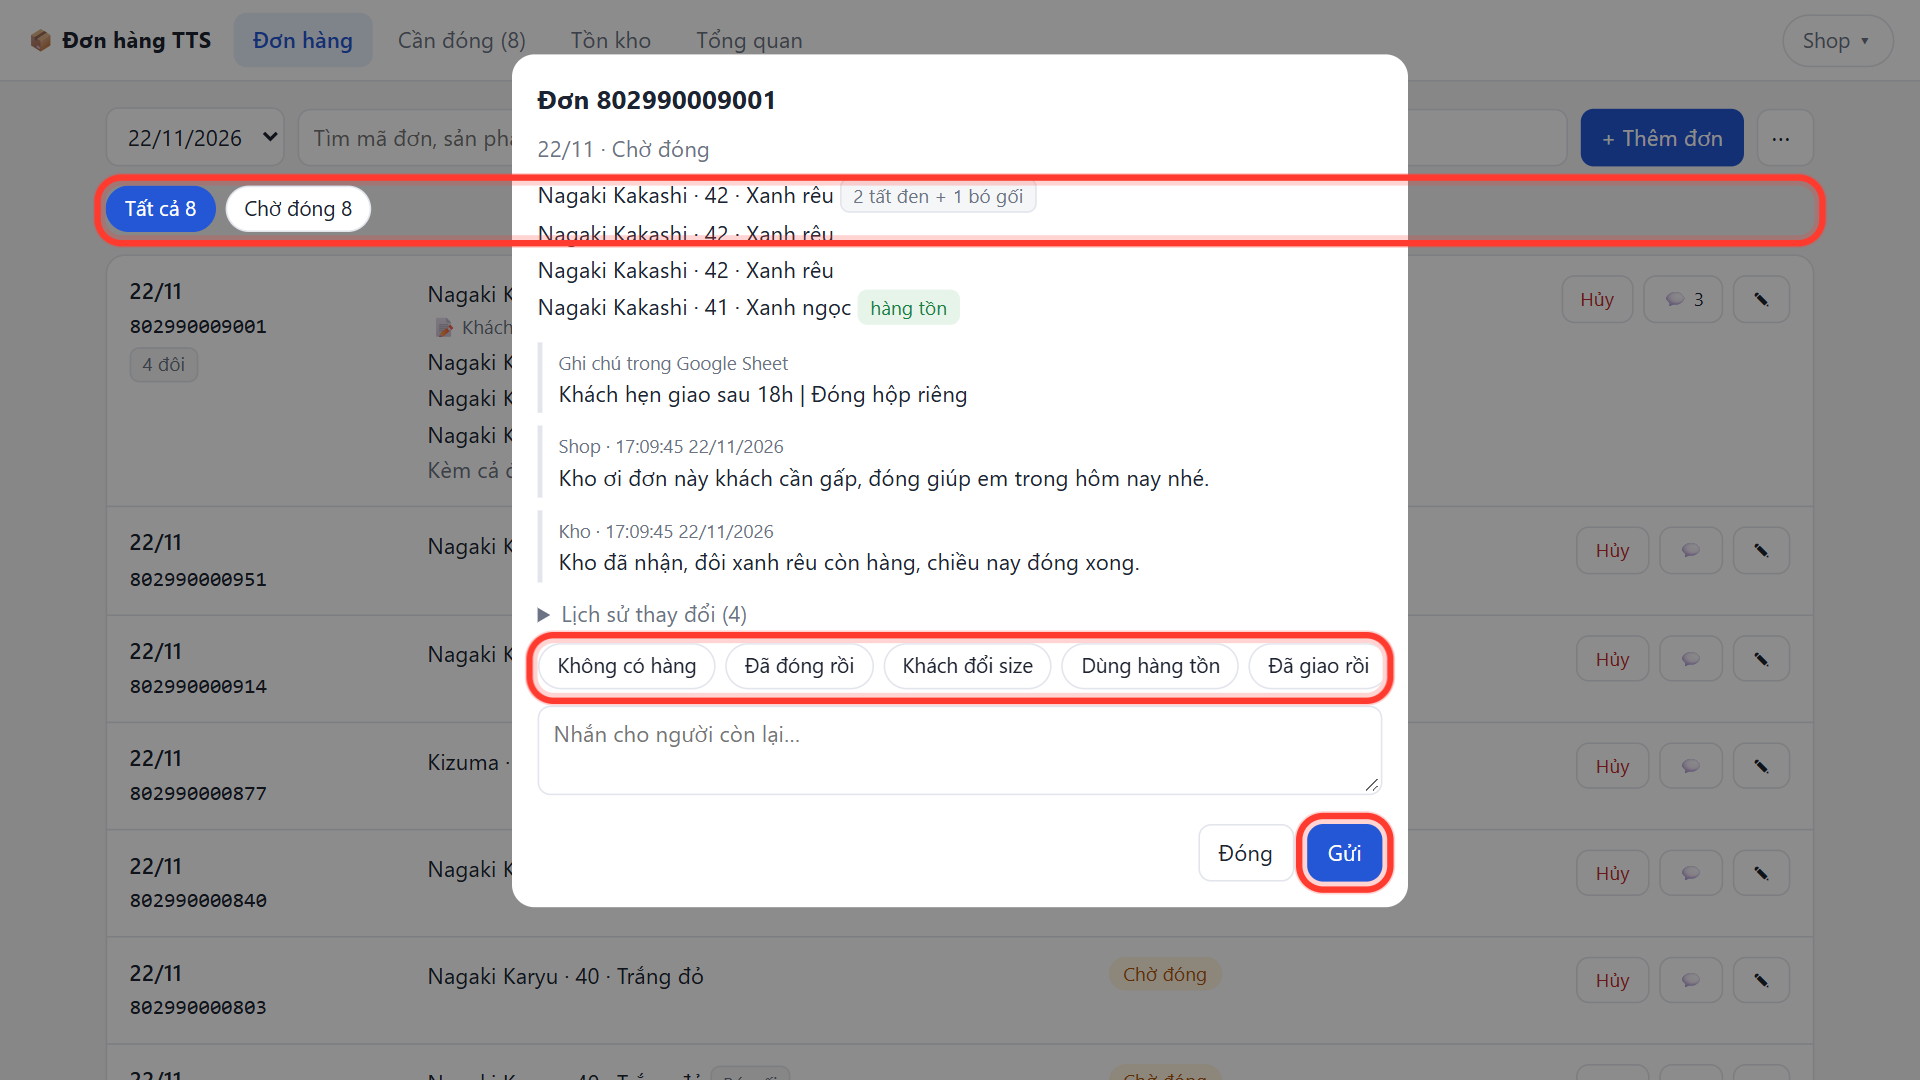 Đơn hàng TTS
Đơn hàng
Cần đóng (8)
Tồn kho
Tổng quan
Shop ▾
22/11/2026
Tìm mã đơn, sản
+ Thêm đơn
...
Tất cả 8
Chờ đóng 8
Đơn 802990009001
22/11 · Chờ đóng
Nagaki Kakashi · 42 · Xanh rêu
2 tất đen + 1 bó gối
Nagaki Kakashi · 42 · Xanh rêu
Nagaki Kakashi · 42 · Xanh rêu
Nagaki Kakashi · 41 · Xanh ngọc
hàng tồn
Ghi chú trong Google Sheet
Khách hẹn giao sau 18h | Đóng hộp riêng
Shop · 17:09:45 22/11/2026
Kho ơi đơn này khách cần gấp, đóng giúp em trong hôm nay nhé.
Kho · 17:09:45 22/11/2026
Kho đã nhận, đôi xanh rêu còn hàng, chiều nay đóng xong.
▶ Lịch sử thay đổi (4)
Không có hàng
Đã đóng rồi
Khách đổi size
Dùng hàng tồn
Đã giao rồi
Nhắn cho người còn lại...
Đóng
Gửi
22/11
802990009001
4 đôi
Nagaki
Khách
Nagaki
Nagaki
Nagaki
Kèm cả
Hủy
3
22/11
802990000951
Nagaki
Hủy
22/11
802990000914
Nagaki
Hủy
22/11
802990000877
Kizuma ·
Hủy
22/11
802990000840
Nagaki
Hủy
22/11
802990000803
Nagaki Karyu · 40 · Trắng đỏ
Chờ đóng
Hủy
22/11
Chờ đóng